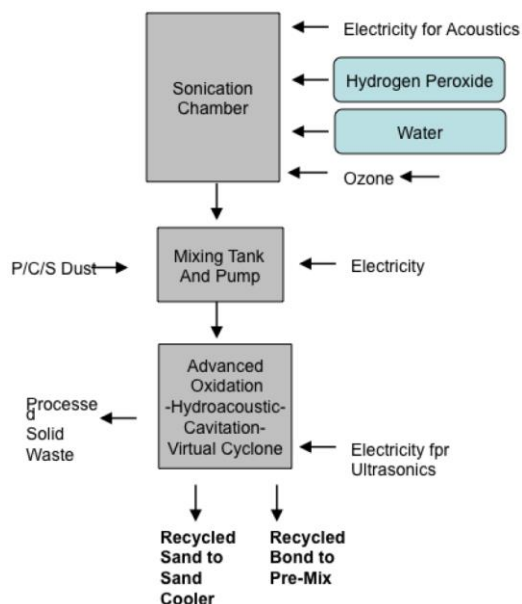 Electricity for Acoustics
Sonication
Chamber
Hydrogen Peroxide
Water
Ozone
P/C/S Dust
Mixing Tank
And Pump
Electricity
Advanced
Oxidation
-Hydroacoustic-
Cavitation-
Virtual Cyclone
Processe
d
Solid
Waste
Electricity fpr
Ultrasonics
Recycled
Sand to
Sand
Cooler
Recycled
Bond to
Pre-Mix